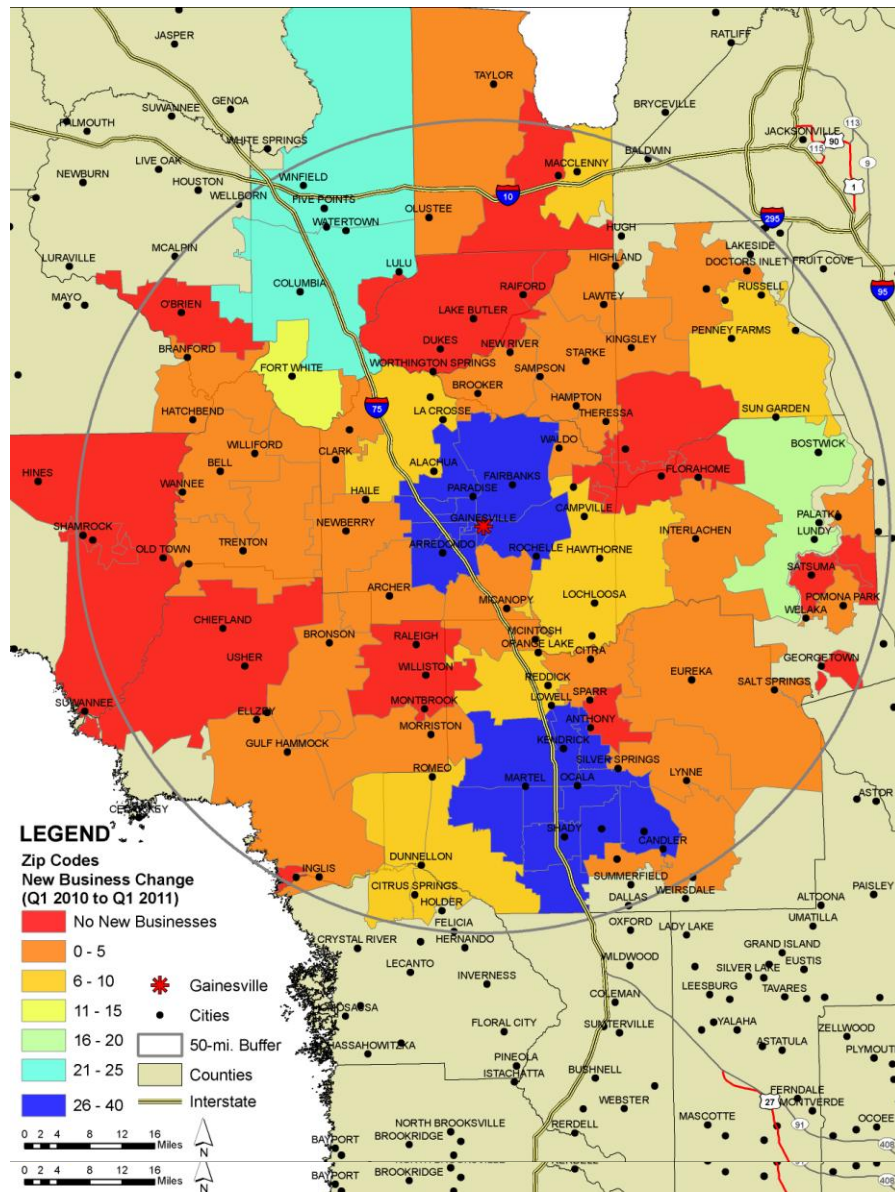 JASPER
RATLIFF
TAYLOR
GENOA
SUWANNEE
BRYCEVILLE
113
FALMOUTH
JACKSONVILLE
90
WHITE SPRINGS
115
9
MACCLENNY
BALDWIN
LIVE OAK
NEWBURN
WINFIELD
HOUSTON
1
WELLBORN
FIVE POINTS
10
OLUSTEE
WATERTOWN
295
HUGH
MCALPIN
LAKESIDE
LURAVILLE
LULU
HIGHLAND
DOCTORS INLET
FRUIT COVE
COLUMBIA
RAIFORD
RUSSELL
95
MAYO
O'BRIEN
LAWTEY
LAKE BUTLER
PENNEY FARMS
DUKES
NEW RIVER
KINGSLEY
BRANFORD
STARKE
WORTHINGTON SPRINGS
FORT WHITE
SAMPSON
BROOKER
75
HAMPTON
HATCHBEND
LA CROSSE
THERESSA
SUN GARDEN
WILLIFORD
WALDO
BOSTWICK
CLARK
BELL
ALACHUA
HINES
FAIRBANKS
FLORAHOME
WANNEE
PARADISE
HAILE
GAINESVILLE
CAMPVILLE
PALATKA
SHAMROCK
NEWBERRY
INTERLACHEN
LUNDY
TRENTON
OLD TOWN
ARREDONDO
ROCHELLE
HAWTHORNE
SATSUMA
ARCHER
POMONA PARK
MICANOPY
LOCHLOOSA
WELAKA
CHIEFLAND
BRONSON
RALEIGH
MCINTOSH
ORANGE LAKE
CITRA
GEORGETOWN
USHER
WILLISTON
EUREKA
REDDICK
SALT SPRINGS
SUWANNEE
MONTBROOK
LOWELL
SPARR
ELLZEY
ANTHONY
MORRISTON
GULF HAMMOCK
KENDRICK
SILVER SPRINGS
ROMEO
LYNNE
MARTEL
OCALA
ASTOR
CEDAR KEY
SHADY
CANDLER
DUNNELLON
INGLIS
SUMMERFIELD
CITRUS SPRINGS
WEIRSDALE
PAISLEY
HOLDER
DALLAS
ALTOONA
FELICIA
OXFORD
UMATILLA
CRYSTAL RIVER
HERNANDO
LADY LAKE
GRAND ISLAND
LECANTO
WILDWOOD
EUSTIS
INVERNESS
SILVER LAKE
LEESBURG
TAVARES
COLEMAN
FLORAL CITY
SUMTERVILLE
YALAHA
ZELLWOOD
ASTATULA
PLYMOUTH
PINEOLA
ISTACHATTA
BUSHNELL
FERNDALE
WEBSTER
27
MONTVERDE
NORTH BROOKSVILLE
MASCOTTE
91
OCOEE
BAYPORT
BROOKRIDGE
RERDELL
408
BAYPORT
BROOKRIDGE
LEGEND
Zip Codes
New Business Change
(Q1 2010 to Q1 2011)
No New Businesses
0 - 5
6 - 10
11 - 15
16 - 20
21 - 25
26 - 40
Gainesville
Cities
50-mi. Buffer
Counties
Interstate
0 2 4 8 12 16
Miles
N
0 2 4 8 12 16
Miles
N